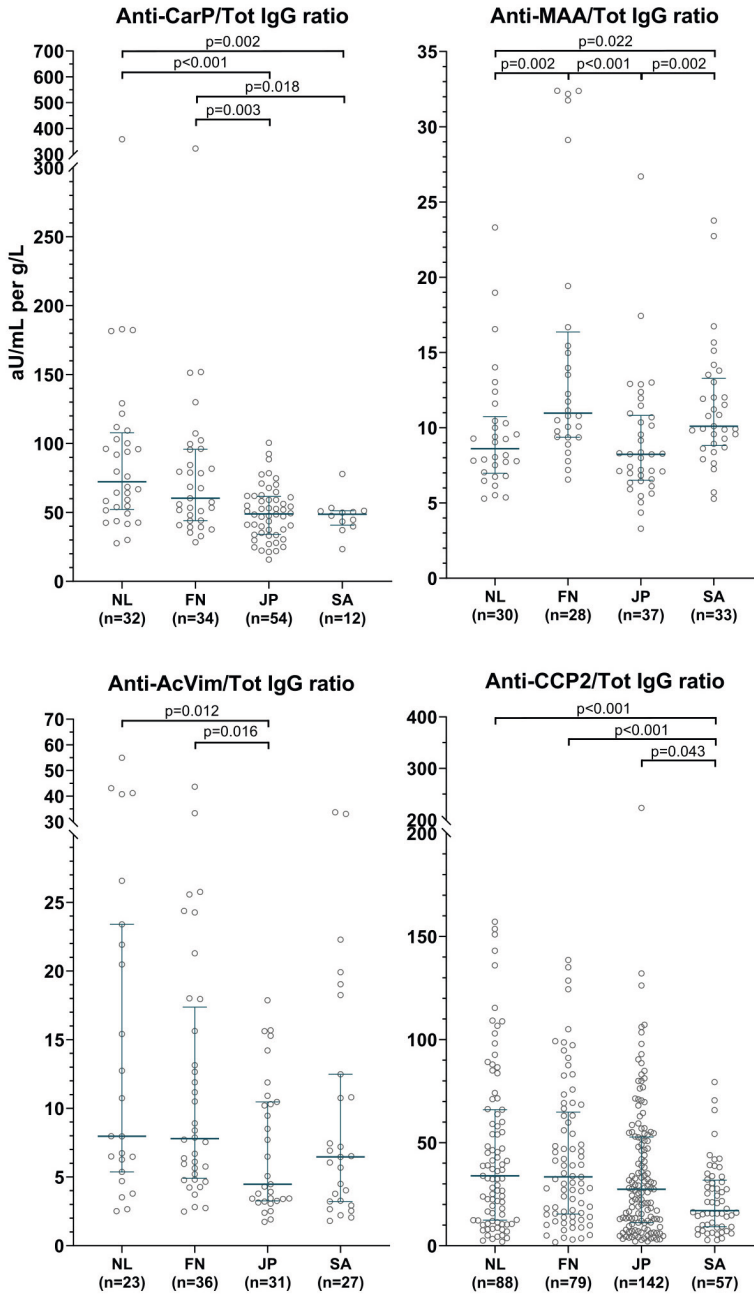 Anti-CarP/Tot IgG ratio
aU/mL per g/L
700
600
500
400
300
300
250
200
150
100
50
0
p=0.002
p<0.001
p=0.018
p=0.003
NL FN JP SA
(n=32) (n=34) (n=54) (n=12)
Anti-MAA/Tot IgG ratio
35
30
25
20
15
10
5
0
p=0.022
p=0.002 p<0.001 p=0.002
NL FN JP SA
(n=30) (n=28) (n=37) (n=33)
Anti-AcVim/Tot IgG ratio
70
60
50
40
30
25
20
15
10
5
0
p=0.012
p=0.016
NL FN JP SA
(n=23) (n=36) (n=31) (n=27)
Anti-CCP2/Tot IgG ratio
400
300
200
200
150
100
50
0
p<0.001
p<0.001
p=0.043
NL FN JP SA
(n=88) (n=79) (n=142) (n=57)